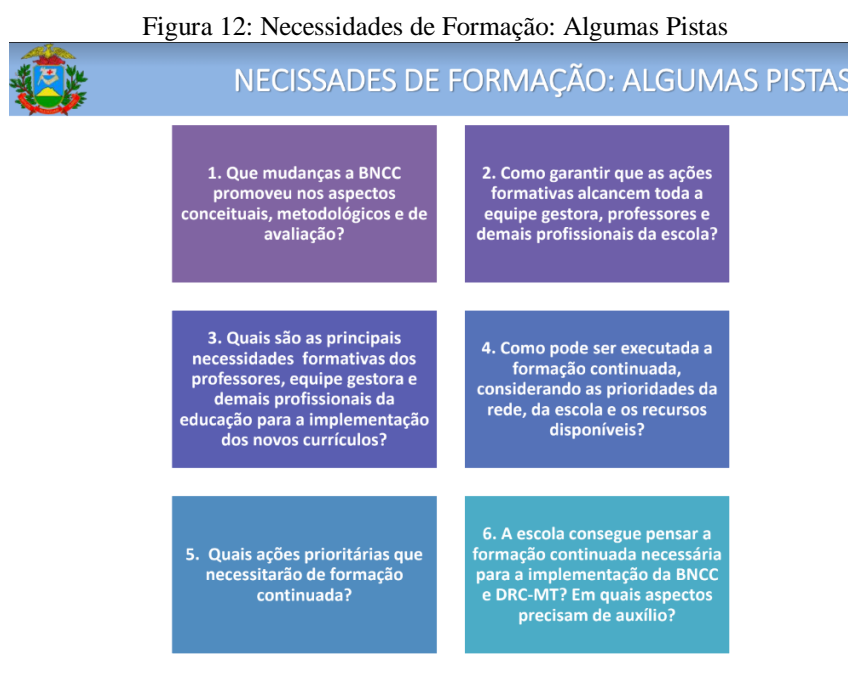 Figura 12: Necessidades de Formação: Algumas Pistas
NECISSADES DE FORMAÇÃO: ALGUMAS PISTAS
1. Que mudanças a BNCC
promoveu nos aspectos
conceituais, metodológicos e de
avaliação?
2. Como garantir que as ações
formativas alcancem toda a
equipe gestora, professores e
demais profissionais da escola?
3. Quais são as principais
necessidades formativas dos
professores, equipe gestora e
demais profissionais da
educação para a implementação
dos novos currículos?
4. Como pode ser executada a
formação continuada,
considerando as prioridades da
rede, da escola e os recursos
disponíveis?
5. Quais ações prioritárias que
necessitarão de formação
continuada?
6. A escola consegue pensar a
formação continuada necessária
para a implementação da BNCC
e DRC-MT? Em quais aspectos
precisam de auxílio?